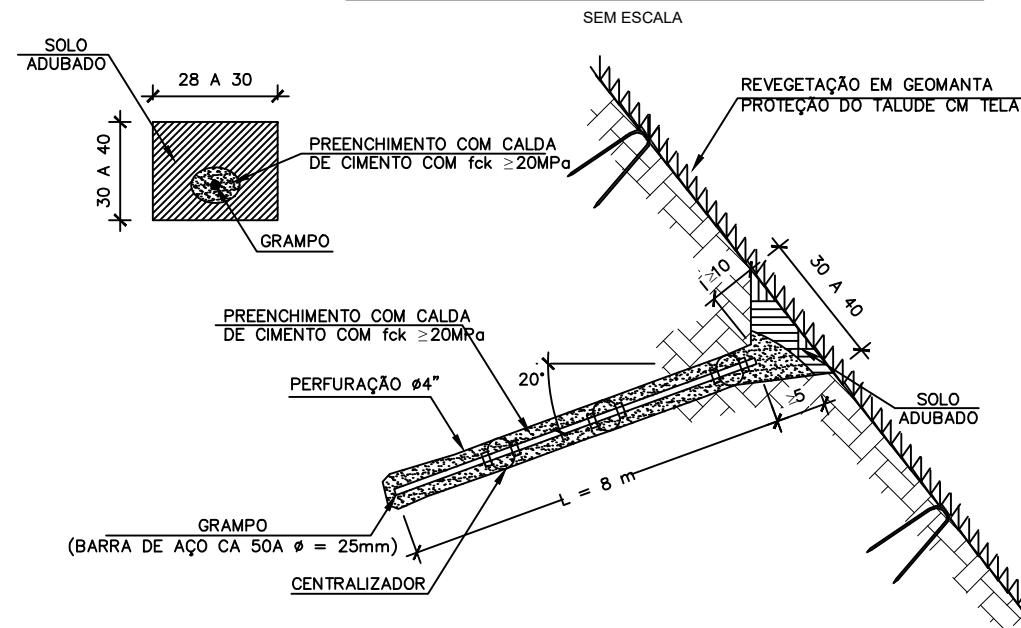 SEM ESCALA
SOLO
ADUBADO
28 A 30
30 A 40
PREENCHIMENTO COM CALDA
DE CIMENTO COM fck ≥20MPa
GRAMPO
REVEGETAÇÃO EM GEOMANTA
PROTEÇÃO DO TALUDE CM TELA
≥10
30 A 40
PREENCHIMENTO COM CALDA
DE CIMENTO COM fck ≥20MPa
20°
PERFURAÇÃO ø4"
≥5
SOLO
ADUBADO
L = 8 m
GRAMPO
(BARRA DE AÇO CA 50A ø = 25mm)
CENTRALIZADOR